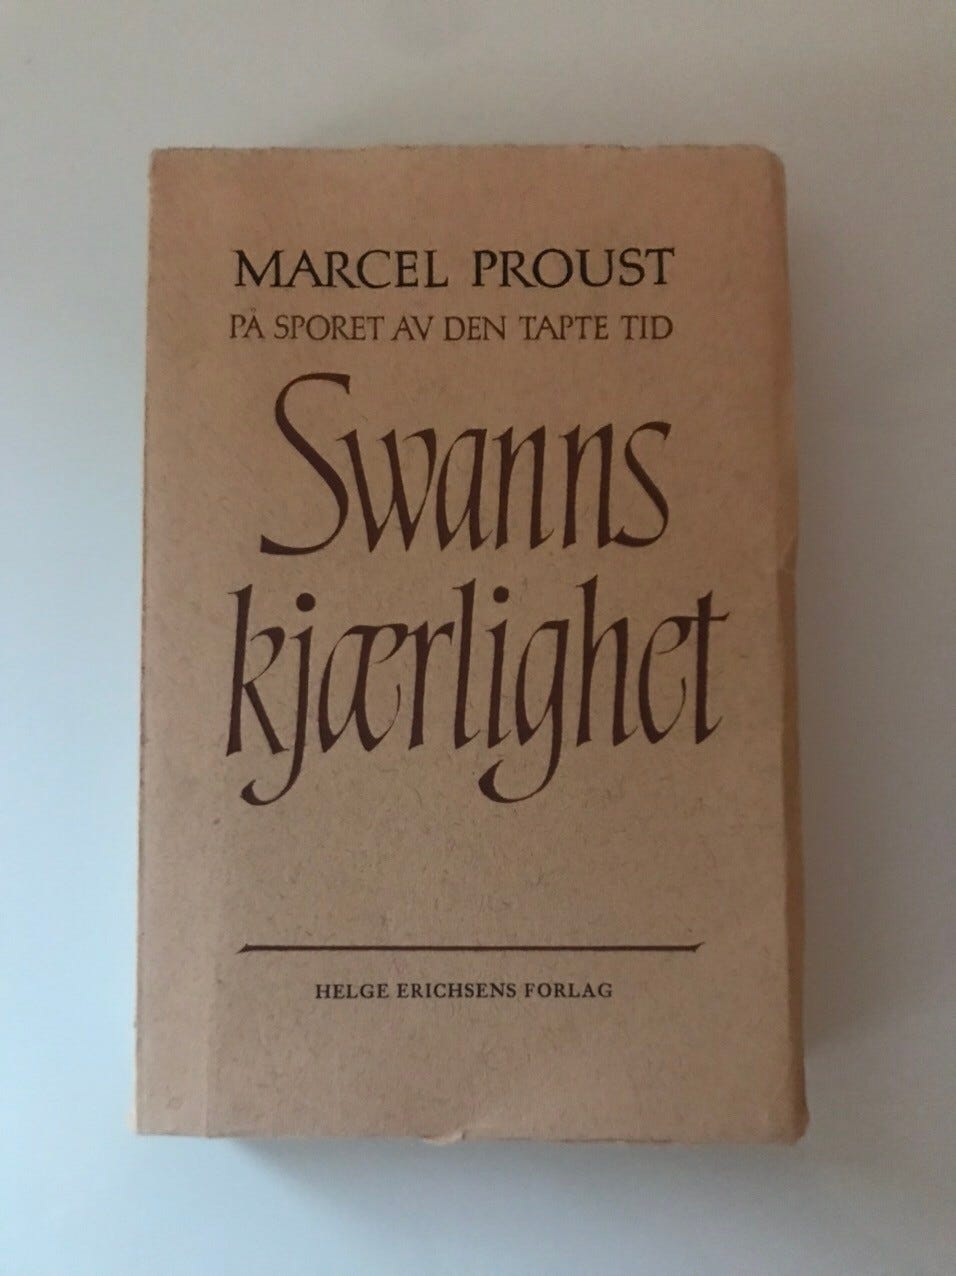 MARCEL PROUST
PÅ SPORET AV DEN TAPTE TID
Swanns
kjærlighet
HELGE ERICHSENS FORLAG